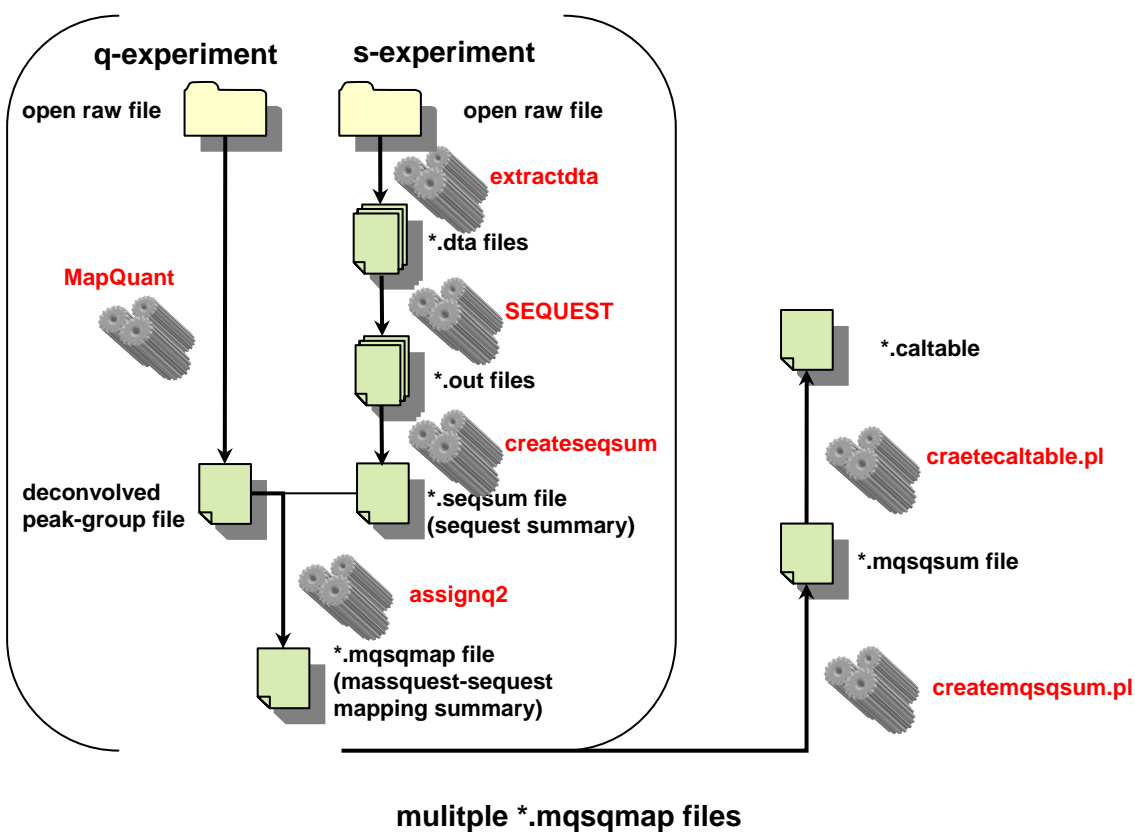 q-experiment
s-experiment
open raw file
open raw file
extractdta
*.dta files
MapQuant
SEQUEST
*.out files
createseqsum
deconvolved
peak-group file
*.seqsum file
(sequest summary)
assignq2
*.mqsqmap file
(massquest-sequest
mapping summary)
*.caltable
craetecaltable.pl
*.mqsqsum file
createmqsqsum.pl
mulitple *.mqsqmap files